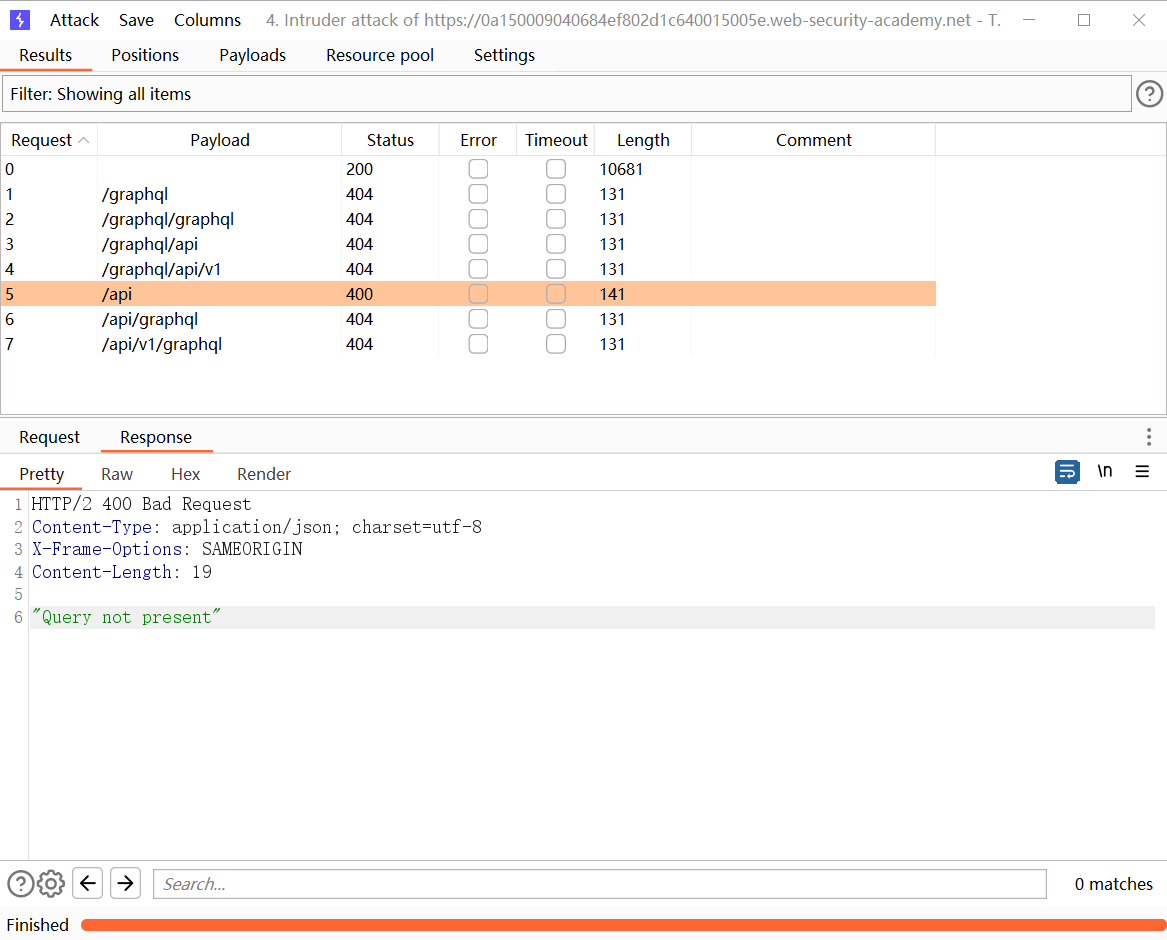 Attack Save Columns 4. Intruder attack of https://0a150009040684ef802d1c640015005e.web-security-academy.net - T.
Results Positions Payloads Resource pool Settings
Filter: Showing all items ?
Request Payload Status Error Timeout Length Comment
0 200 10681
1 /graphql 404 131
2 /graphql/graphql 404 131
3 /graphql/api 404 131
4 /graphql/api/v1 404 131
5 /api 400 141
6 /api/graphql 404 131
7 /api/v1/graphql 404 131
Request Response
Pretty Raw Hex Render \n
1 HTTP/2 400 Bad Request
2 Content-Type: application/json; charset=utf-8
3 X-Frame-Options: SAMEORIGIN
4 Content-Length: 19
5
6 "Query not present"
? Search... 0 matches
Finished